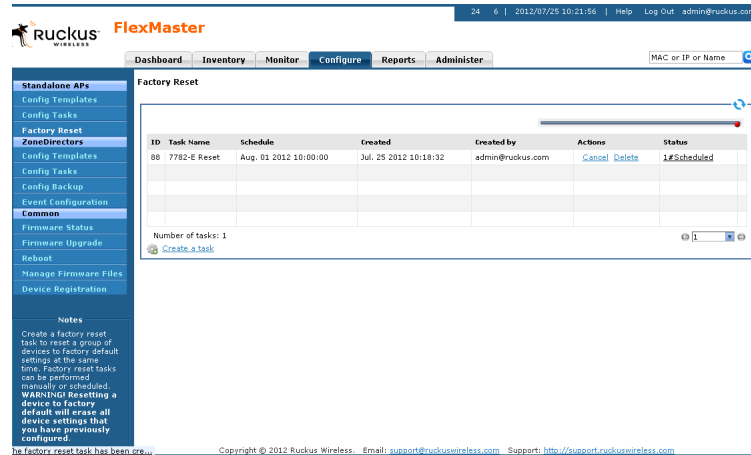 24 6 | 2012/07/25 10:21:56 | Help Log Out admin@ruckus.com
Ruckus WIRELESS FlexMaster
Dashboard Inventory Monitor Configure Reports Administer MAC or IP or Name
Standalone APs
Config Templates
Config Tasks
Factory Reset
ZoneDirectors
Config Templates
Config Tasks
Config Backup
Event Configuration
Common
Firmware Status
Firmware Upgrade
Reboot
Manage Firmware Files
Device Registration
Notes
Create a factory reset
task to reset a group of
devices to factory default
settings at the same
time. Factory reset tasks
can be performed
manually or scheduled.
WARNING! Resetting a
device to factory
default will erase all
device settings that
you have previously
configured.
Factory Reset
ID Task Name Schedule Created Created by Actions Status
88 7782-E Reset Aug. 01 2012 10:00:00 Jul. 25 2012 10:18:32 admin@ruckus.com Cancel Delete 1#Scheduled
Number of tasks: 1 1
Create a task
he factory reset task has been cre... Copyright © 2012 Ruckus Wireless. Email: support@ruckuswireless.com Support: http://support.ruckuswireless.com